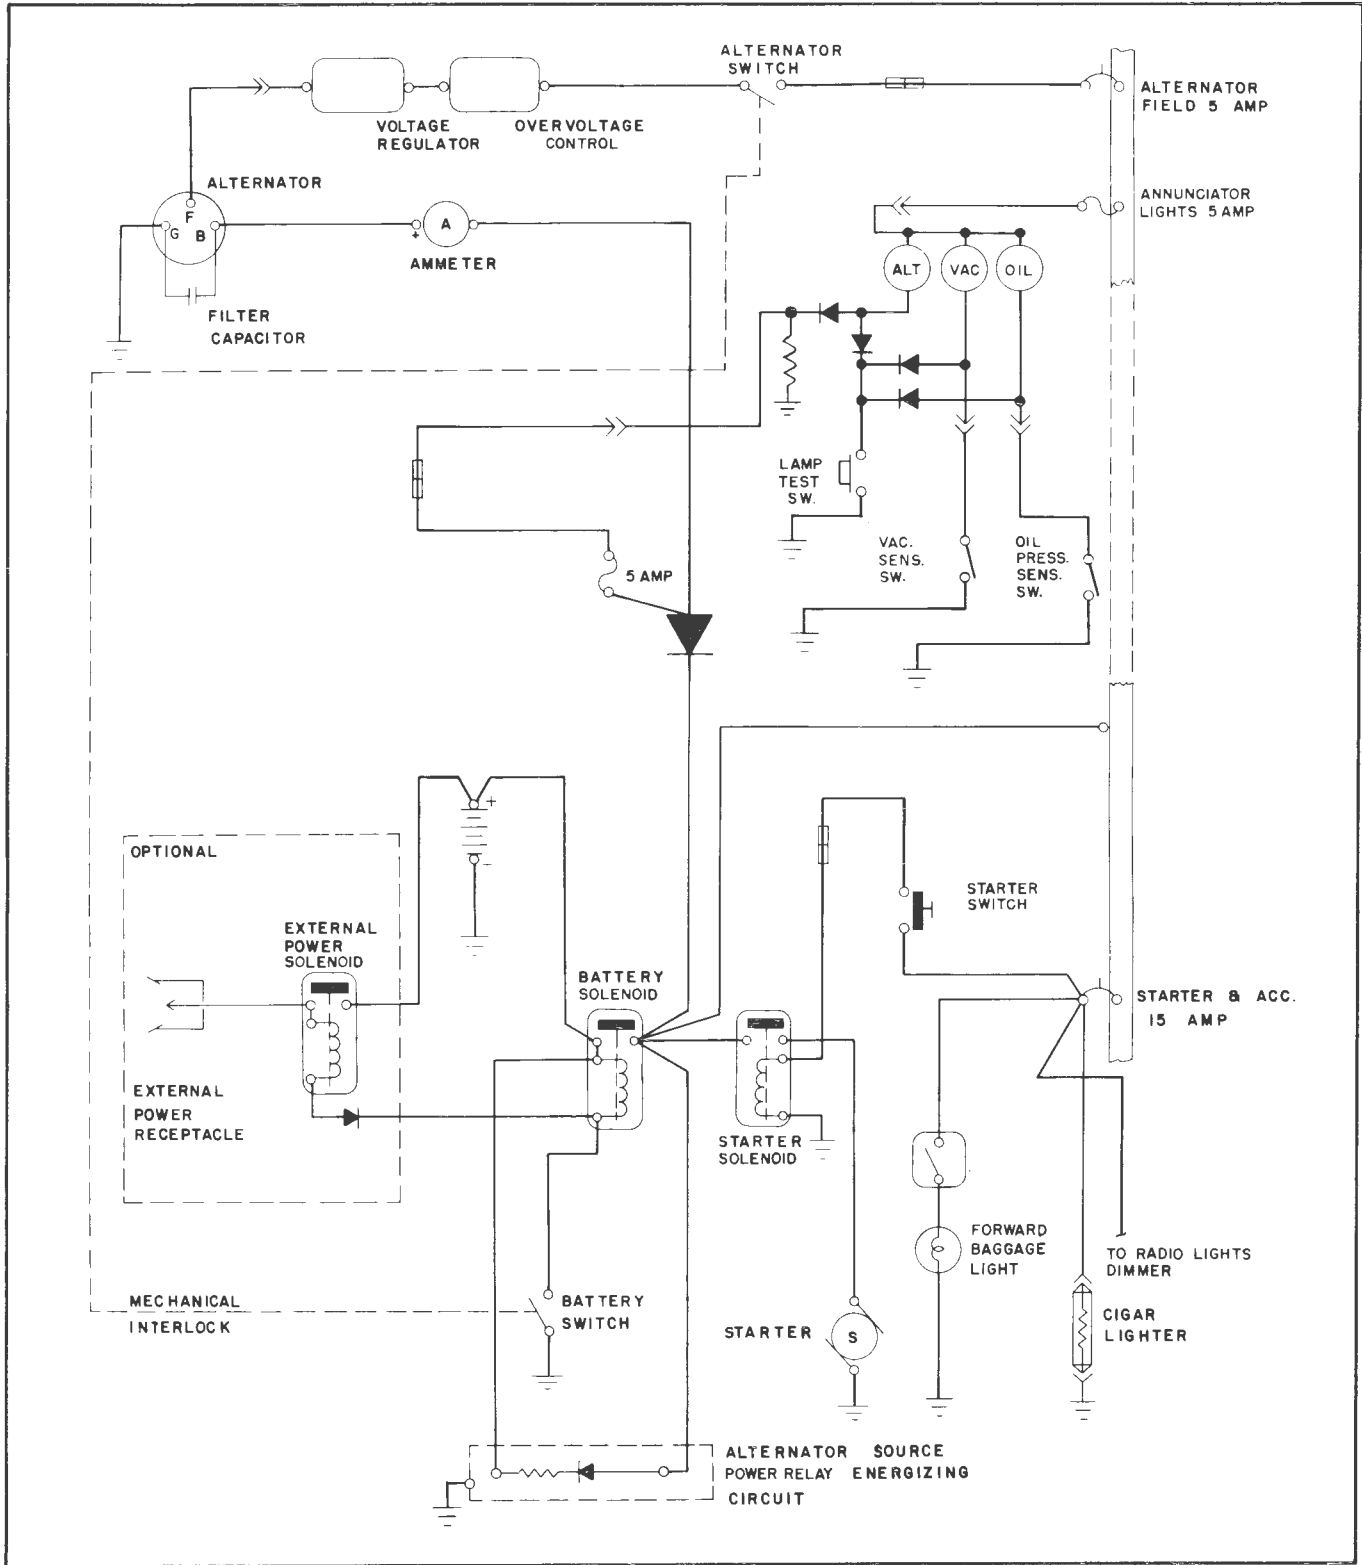 ALTERNATOR
SWITCH
ALTERNATOR
FIELD 5 AMP
VOLTAGE
REGULATOR
OVERVOLTAGE
CONTROL
ALTERNATOR
F
G
B
A
+
AMMETER
FILTER
CAPACITOR
ANNUNCIATOR
LIGHTS 5 AMP
ALT
VAC
OIL
LAMP
TEST
SW.
VAC.
SENS.
SW.
OIL
PRESS.
SENS.
SW.
5 AMP
+
-
OPTIONAL
EXTERNAL
POWER
SOLENOID
EXTERNAL
POWER
RECEPTACLE
BATTERY
SOLENOID
STARTER
SWITCH
STARTER & ACC.
15 AMP
STARTER
SOLENOID
FORWARD
BAGGAGE
LIGHT
TO RADIO LIGHTS
DIMMER
MECHANICAL
INTERLOCK
BATTERY
SWITCH
STARTER
S
CIGAR
LIGHTER
ALTERNATOR SOURCE
POWER RELAY ENERGIZING
CIRCUIT